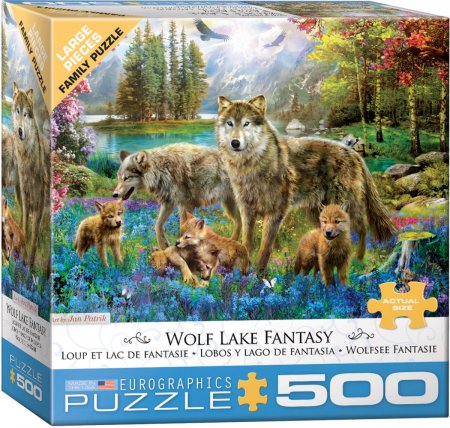 LARGE PIECES
FAMILY PUZZLE
ACTUAL SIZE
Art by: Jan Patrik
WOLF LAKE FANTASY
LOUP ET LAC DE FANTASIE • LOBOS Y LAGO DE FANTASIA • WOLFSEE FANTASIE
MADE IN THE USA
EUROGRAPHICS
PUZZLE 500
PUZZLE